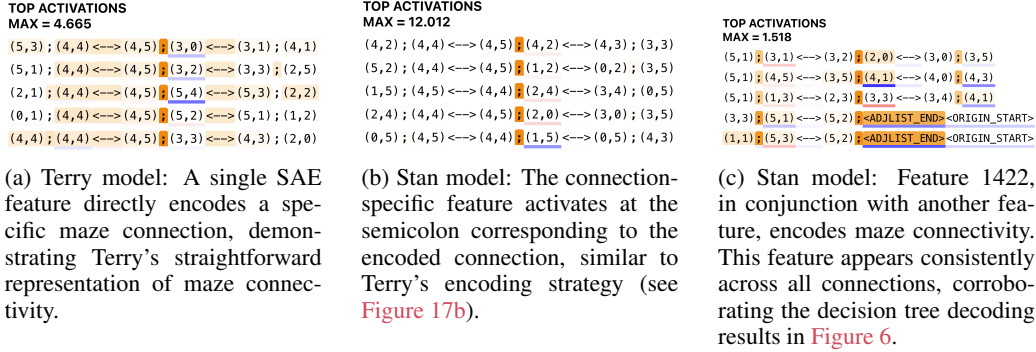 TOP ACTIVATIONS
MAX = 4.665
(5,3);(4,4)<-->(4,5);(3,0)<-->(3,1);(4,1)
(5,1);(4,4)<-->(4,5);(3,2)<-->(3,3);(2,5)
(2,1);(4,4)<-->(4,5);(5,4)<-->(5,3);(2,2)
(0,1);(4,4)<-->(4,5);(5,2)<-->(5,1);(1,2)
(4,4);(4,4)<-->(4,5);(3,3)<-->(4,3);(2,0)
(a) Terry model: A single SAE
feature directly encodes a spe-
cific maze connection, demon-
strating Terry's straightforward
representation of maze connec-
tivity.
TOP ACTIVATIONS
MAX = 12.012
(4,2);(4,4)<-->(4,5);(4,2)<-->(4,3);(3,3)
(5,2);(4,4)<-->(4,5);(1,2)<-->(0,2);(3,5)
(1,5);(4,4)<-->(4,5);(2,4)<-->(3,4);(0,5)
(2,4);(4,4)<-->(4,5);(2,0)<-->(3,0);(3,5)
(0,5);(4,4)<-->(4,5);(1,5)<-->(0,5);(4,3)
(b) Stan model: The connection-
specific feature activates at the
semicolon corresponding to the
encoded connection, similar to
Terry's encoding strategy (see
Figure 17b).
TOP ACTIVATIONS
MAX = 1.518
(5,1);(3,1)<-->(3,2);(2,0)<-->(3,0);(3,5)
(5,1);(4,5)<-->(3,5);(4,1)<-->(4,0);(4,3)
(5,1);(1,3)<-->(2,3);(3,3)<-->(3,4);(4,1)
(3,3);(5,1)<-->(5,2);<ADJLIST_END><ORIGIN_START>
(1,1);(5,3)<-->(5,2);<ADJLIST_END><ORIGIN_START>
(c) Stan model: Feature 1422,
in conjunction with another fea-
ture, encodes maze connectivity.
This feature appears consistently
across all connections, corrobo-
rating the decision tree decoding
results in Figure 6.